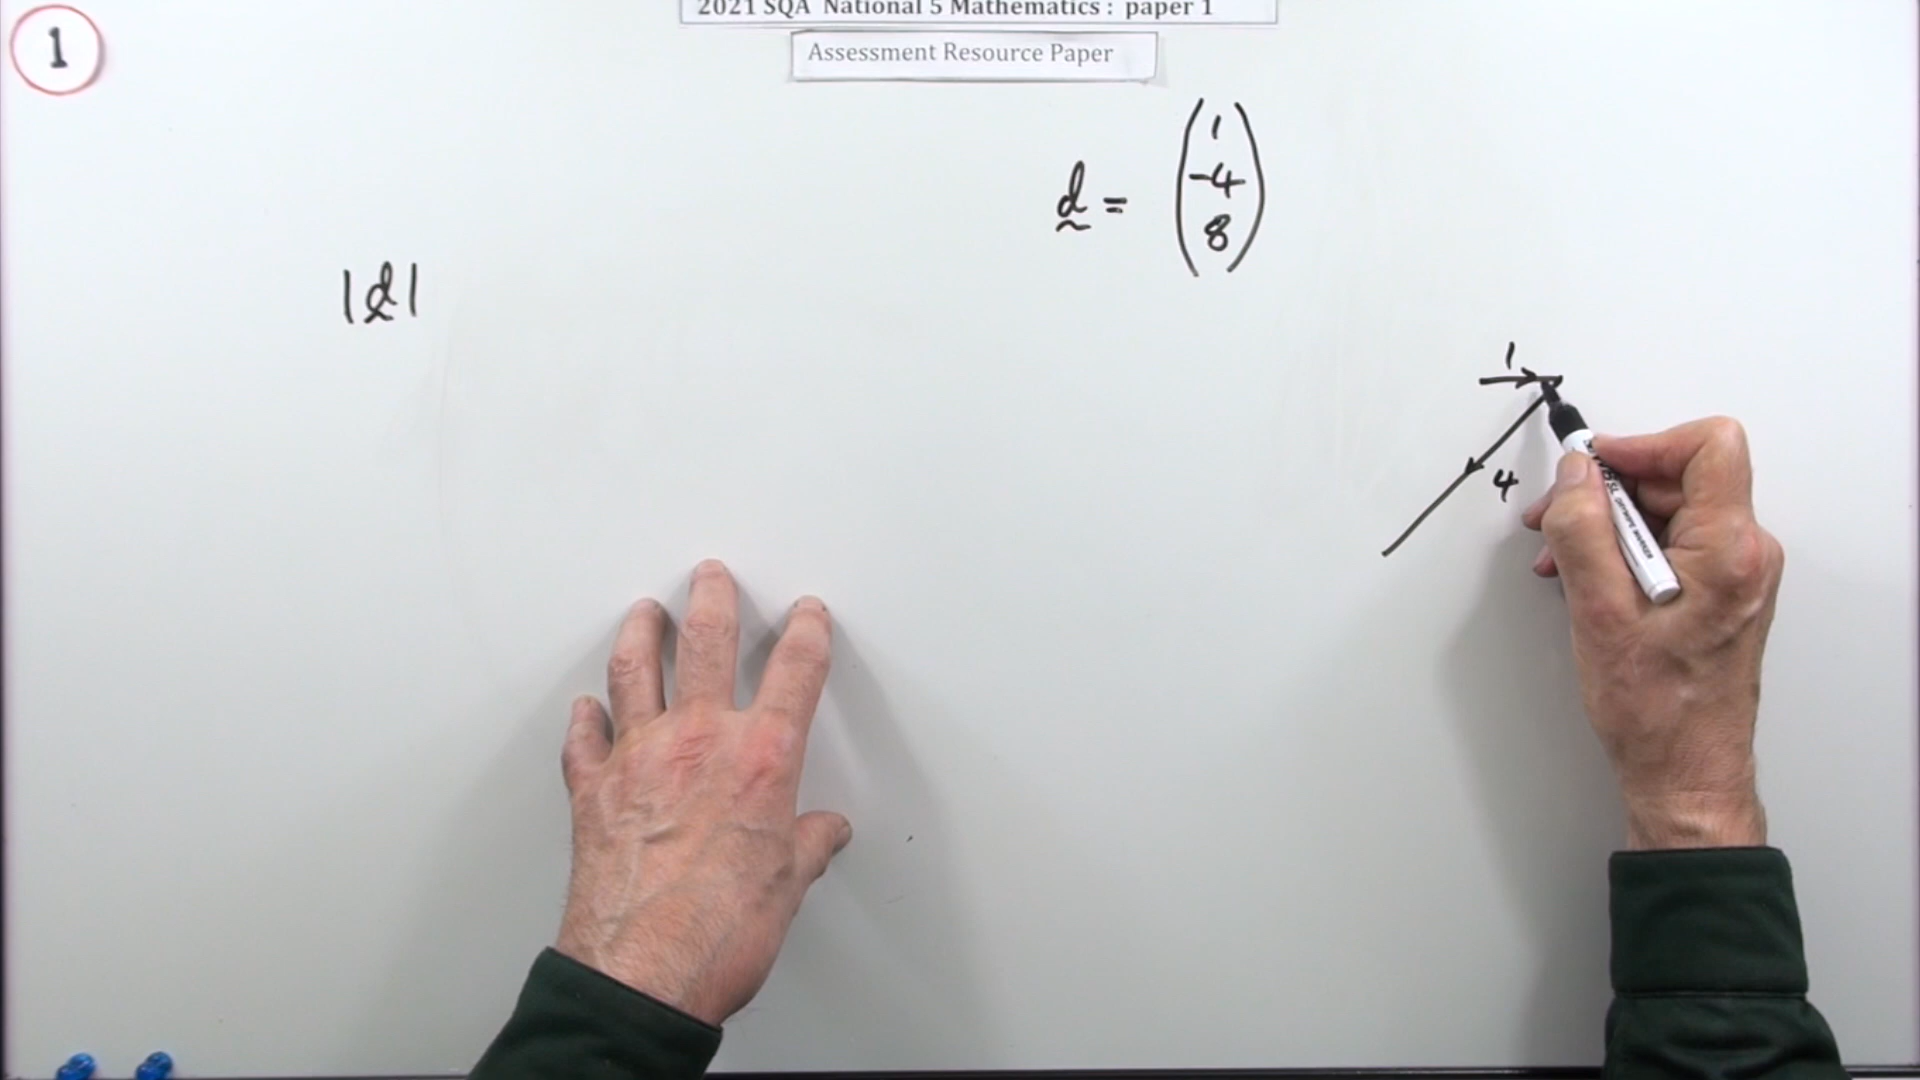 2021 SQA National 5 Mathematics : paper 1
Assessment Resource Paper
1
d = ( 1 -4 8 )
|d|
1
4